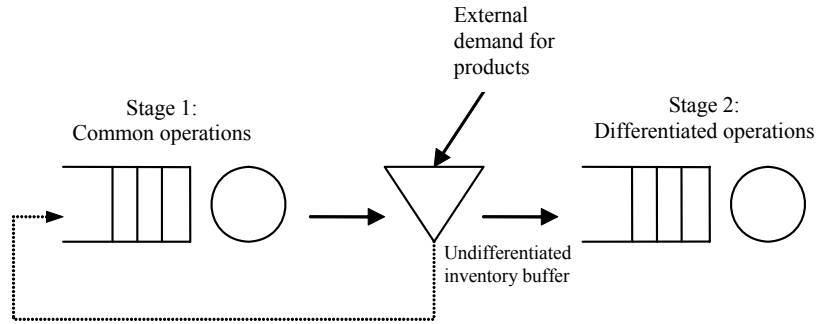 External
demand for
products
Stage 1:
Common operations
Stage 2:
Differentiated operations
Undifferentiated
inventory buffer